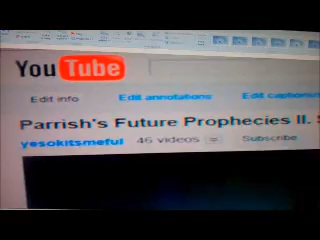 YouTube
Edit info Edit annotations Edit captions
Parrish's Future Prophecies II.
yesokitsmeful 46 videos Subscribe